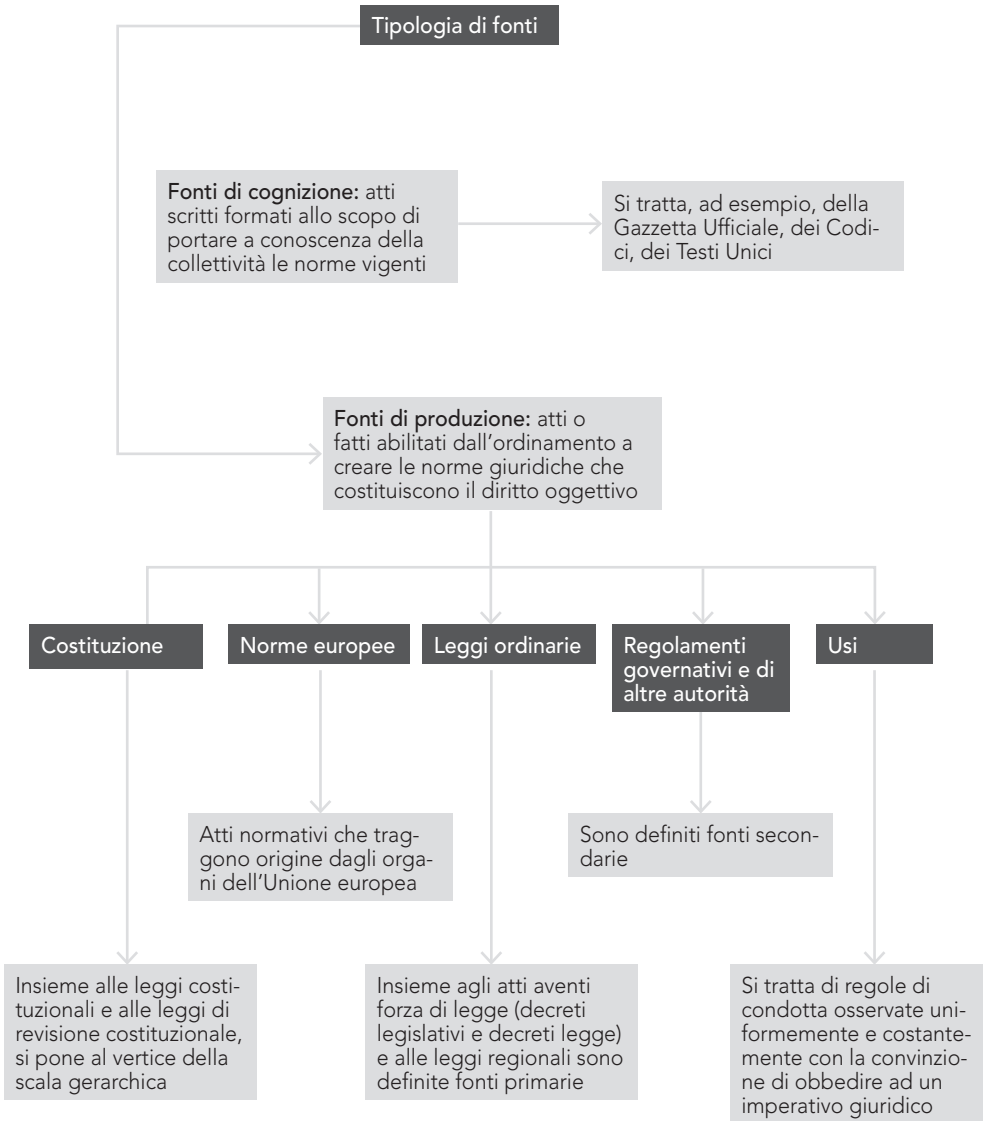 Tipologia di fonti
Fonti di cognizione: atti
scritti formati allo scopo di
portare a conoscenza della
collettività le norme vigenti
Si tratta, ad esempio, della
Gazzetta Ufficiale, dei Codi-
ci, dei Testi Unici
Fonti di produzione: atti o
fatti abilitati dall'ordinamento a
creare le norme giuridiche che
costituiscono il diritto oggettivo
Costituzione
Norme europee
Leggi ordinarie
Regolamenti
governativi e di
altre autorità
Usi
Atti normativi che trag-
gono origine dagli orga-
ni dell'Unione europea
Sono definiti fonti secon-
darie
Insieme alle leggi costi-
tuzionali e alle leggi di
revisione costituzionale,
si pone al vertice della
scala gerarchica
Insieme agli atti aventi
forza di legge (decreti
legislativi e decreti legge)
e alle leggi regionali sono
definite fonti primarie
Si tratta di regole di
condotta osservate uni-
formemente e costante-
mente con la convinzio-
ne di obbedire ad un
imperativo giuridico